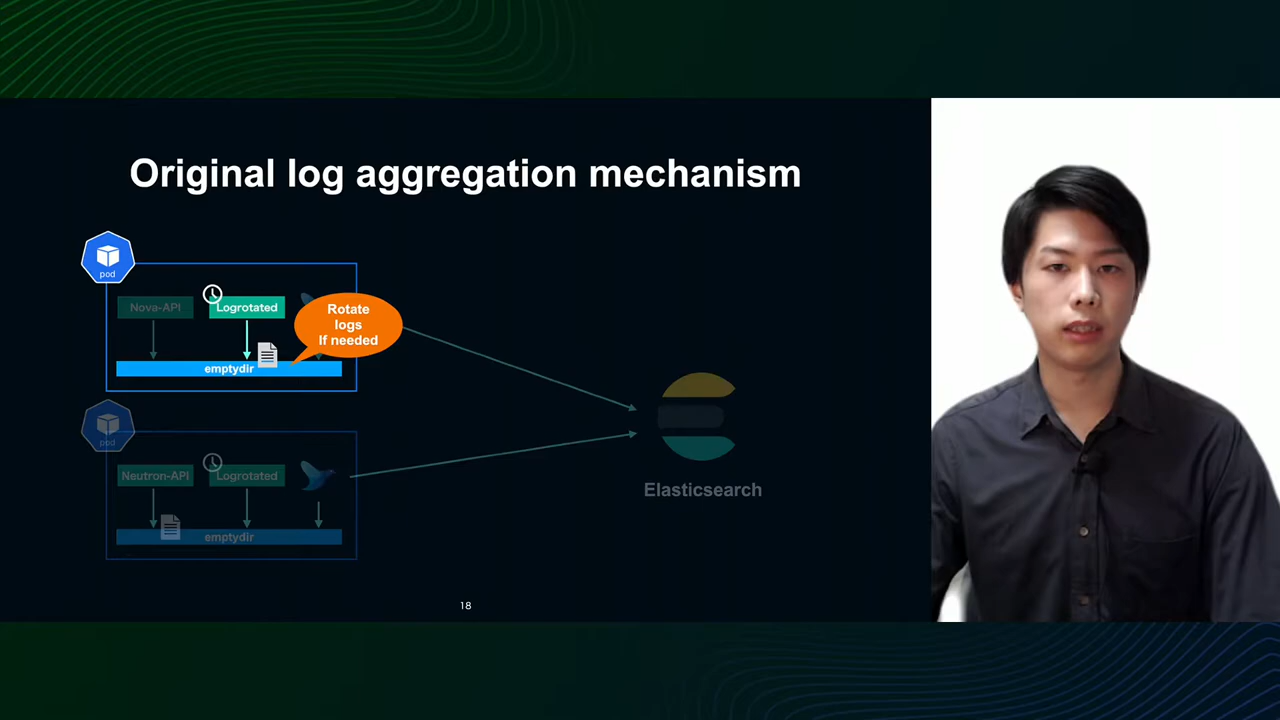 Original log aggregation mechanism
pod
Nova-API
Logrotated
Rotate
logs
If needed
emptydir
pod
Neutron-API
Logrotated
emptydir
Elasticsearch
18